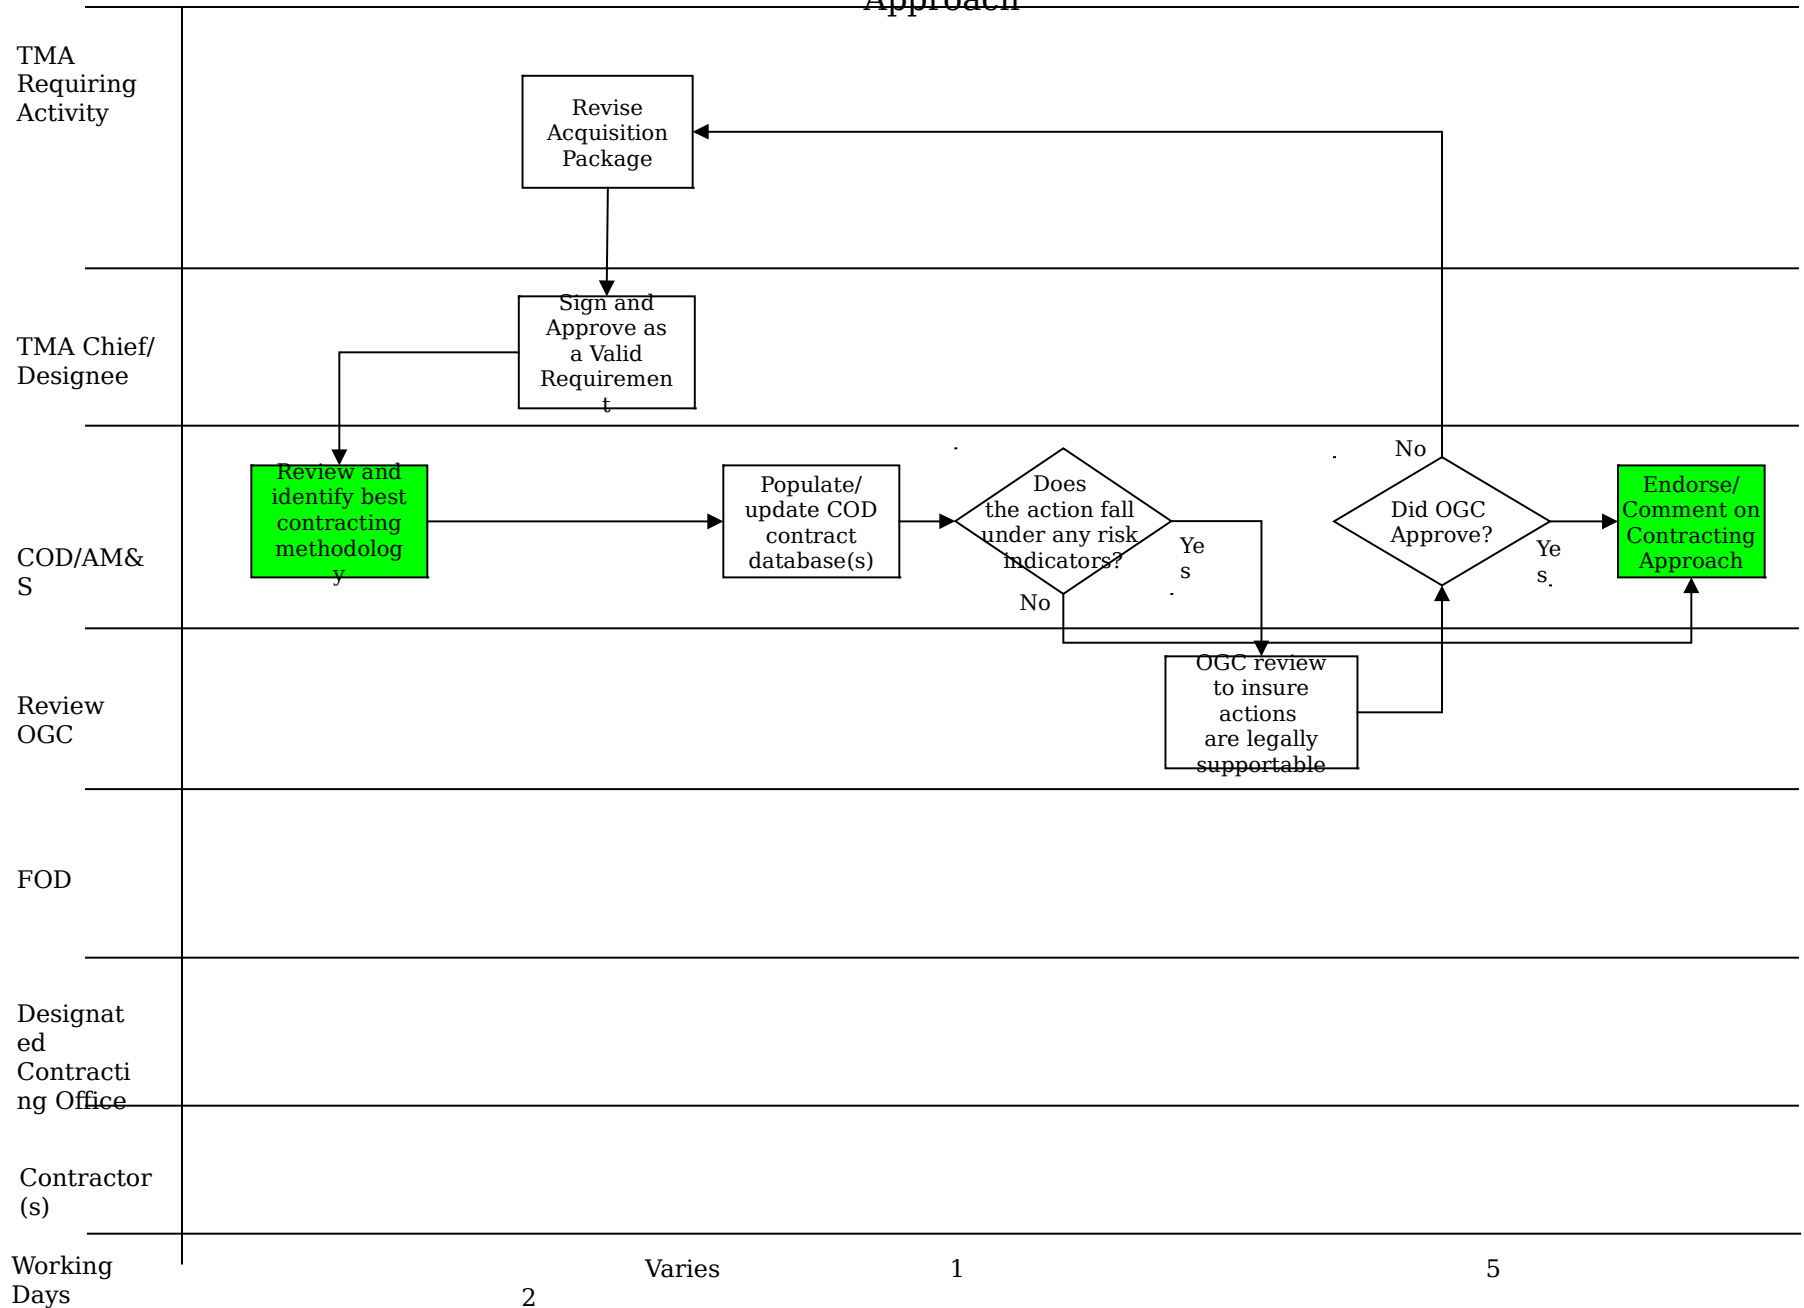 Approach
TMA
Requiring
Activity
Revise
Acquisition
Package
TMA Chief/
Designee
Sign and
Approve as
a Valid
Requiremen
t
COD/AM&
S
Review and
identify best
contracting
methodolog
y
Populate/
update COD
contract
database(s)
Does
the action fall
under any risk
indicators?
Ye
s
No
No
Did OGC
Approve?
Ye
s
Endorse/
Comment on
Contracting
Approach
Review
OGC
OGC review
to insure
actions
are legally
supportable
FOD
Designat
ed
Contracti
ng Office
Contractor
(s)
Working
Days
2
Varies
1
5